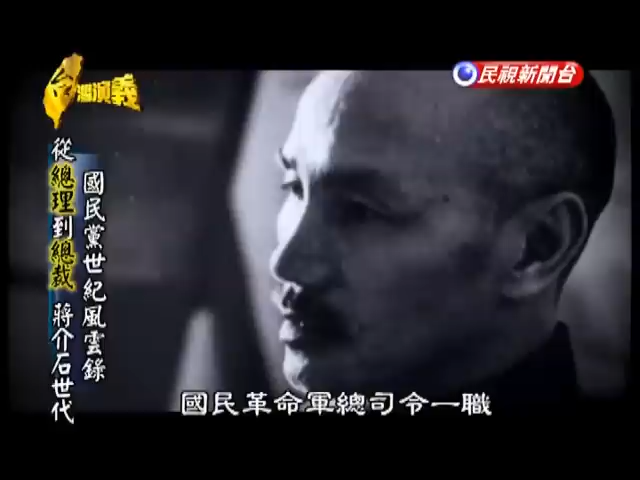 台灣演義
民視新聞台
國民黨世紀風雲錄
從總理到總裁 蔣介石世代
國民革命軍總司令一職